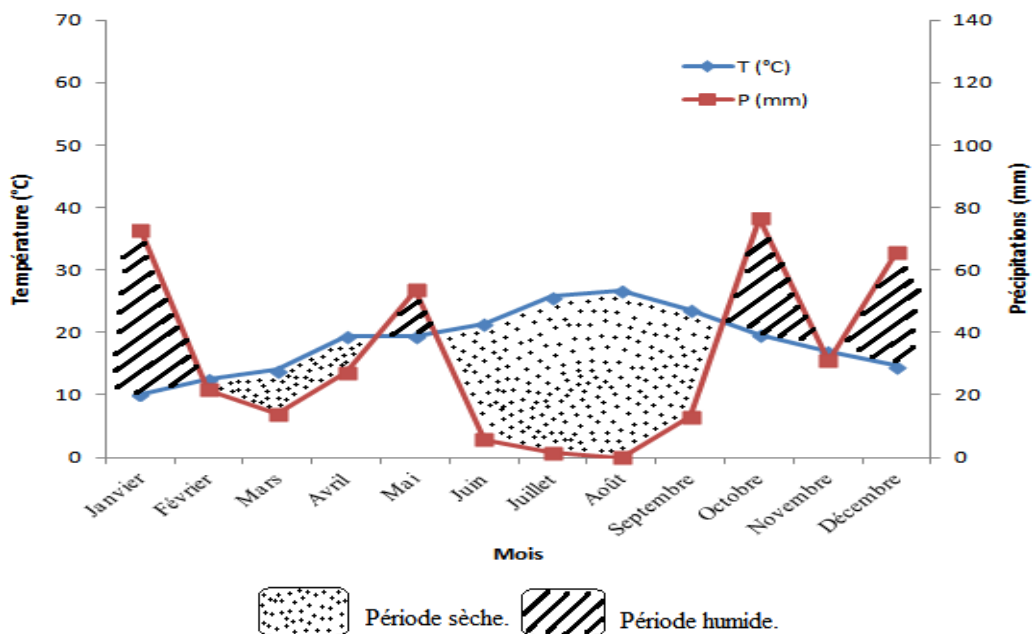 70
60
50
40
30
20
10
0
Température (°C)
140
120
100
80
60
40
20
0
Précipitations (mm)
T (°C)
P (mm)
Janvier
Février
Mars
Avril
Mai
Juin
Juillet
Août
Septembre
Octobre
Novembre
Décembre
Mois
Période sèche.
Période humide.